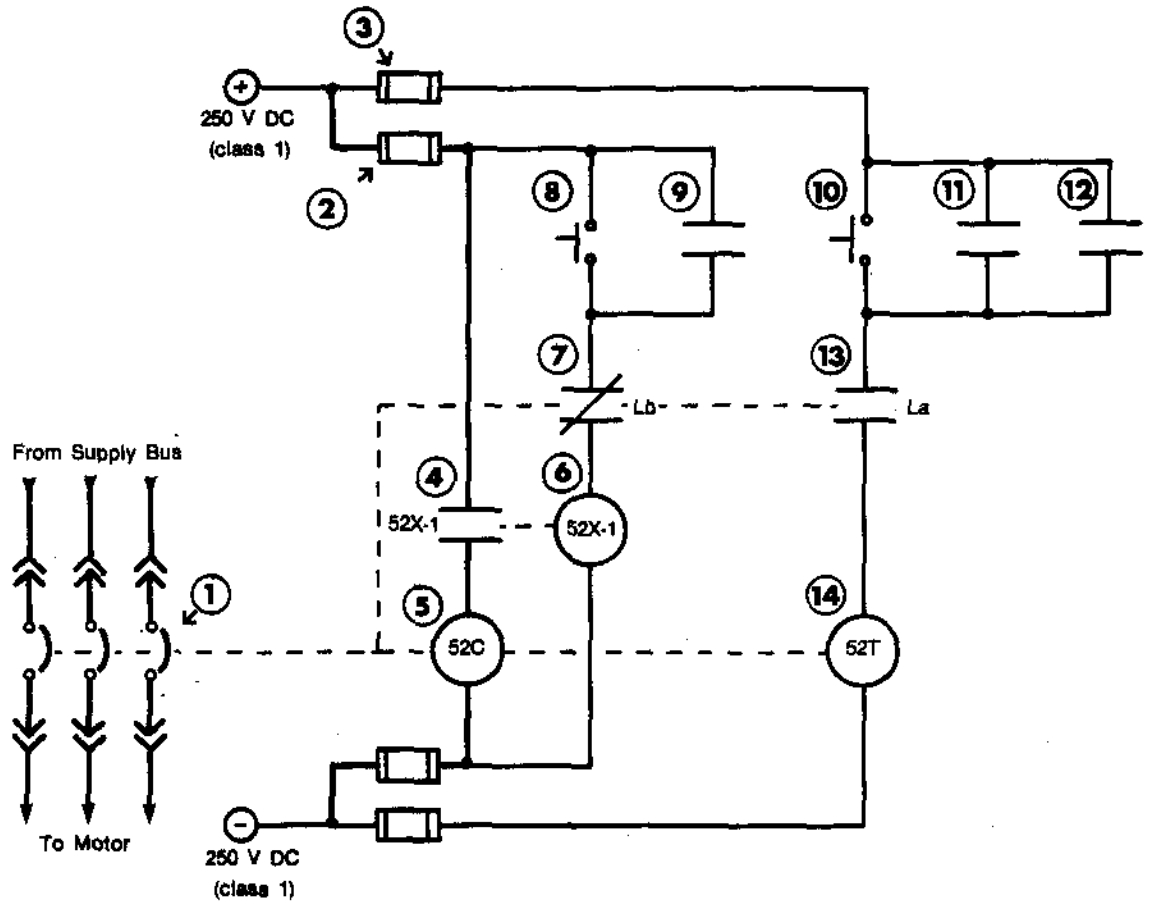 3
+
250 V DC
(class 1)
2
8
9
10
11
12
7
13
Lb
La
From Supply Bus
4
6
52X-1
52X-1
1
5
14
52C
52T
To Motor
−
250 V DC
(class 1)